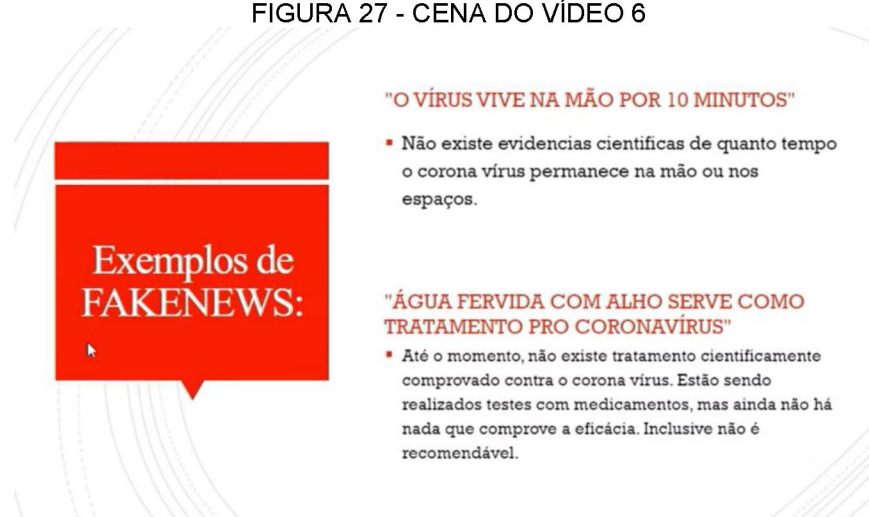 FIGURA 27 - CENA DO VÍDEO 6
Exemplos de
FAKENEWS:
"O VÍRUS VIVE NA MÃO POR 10 MINUTOS"
▪ Não existe evidencias cientificas de quanto tempo
o corona vírus permanece na mão ou nos
espaços.
"ÁGUA FERVIDA COM ALHO SERVE COMO
TRATAMENTO PRO CORONAVÍRUS"
▪ Até o momento, não existe tratamento cientificamente
comprovado contra o corona vírus. Estão sendo
realizados testes com medicamentos, mas ainda não há
nada que comprove a eficácia. Inclusive não é
recomendável.